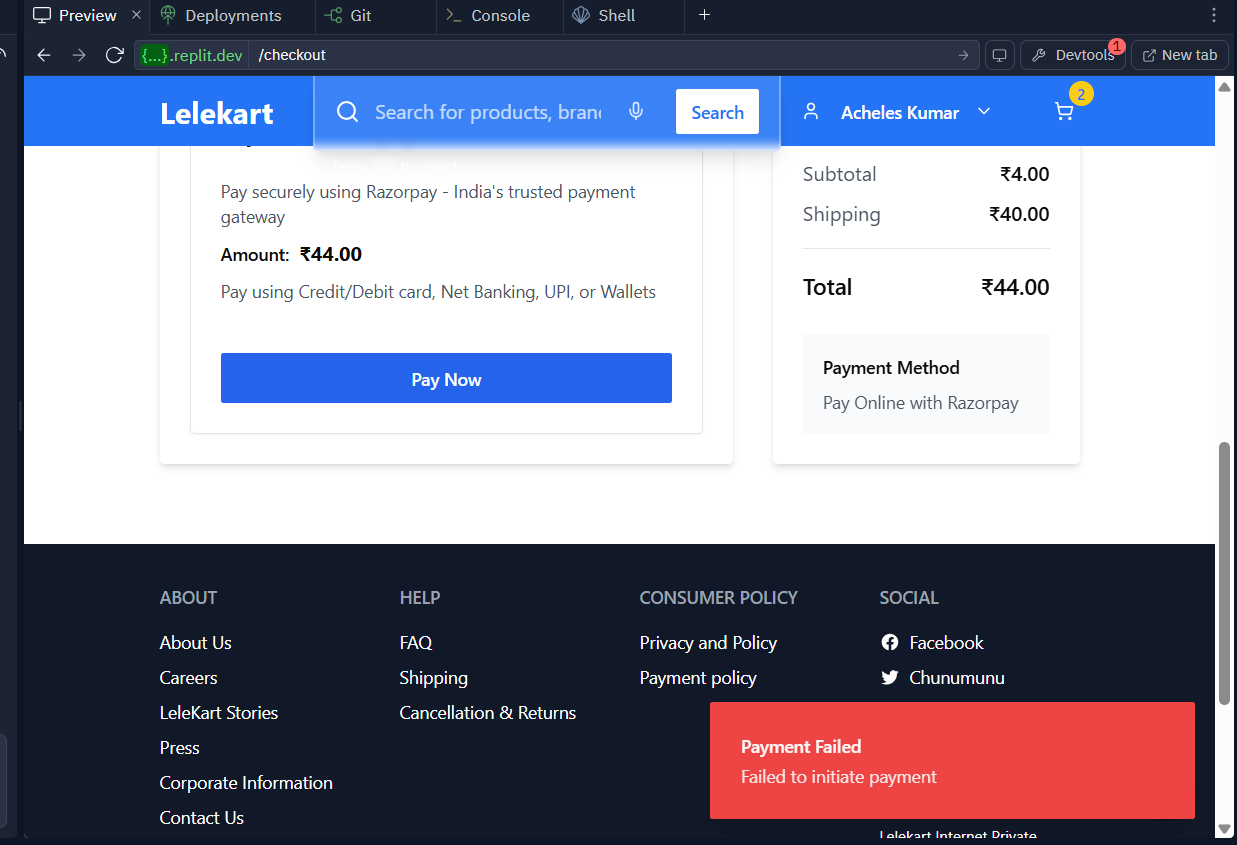 Preview
Deployments
Git
Console
Shell
{...}.replit.dev
/checkout
Devtools
1
New tab
Lelekart
Search for products, bran
Search
Acheles Kumar
2
Pay securely using Razorpay - India's trusted payment
gateway
Amount: ₹44.00
Pay using Credit/Debit card, Net Banking, UPI, or Wallets
Pay Now
Subtotal ₹4.00
Shipping ₹40.00
Total ₹44.00
Payment Method
Pay Online with Razorpay
ABOUT
About Us
Careers
LeleKart Stories
Press
Corporate Information
Contact Us
HELP
FAQ
Shipping
Cancellation & Returns
CONSUMER POLICY
Privacy and Policy
Payment policy
SOCIAL
Facebook
Chunumunu
Payment Failed
Failed to initiate payment
Lelekart Internet Private